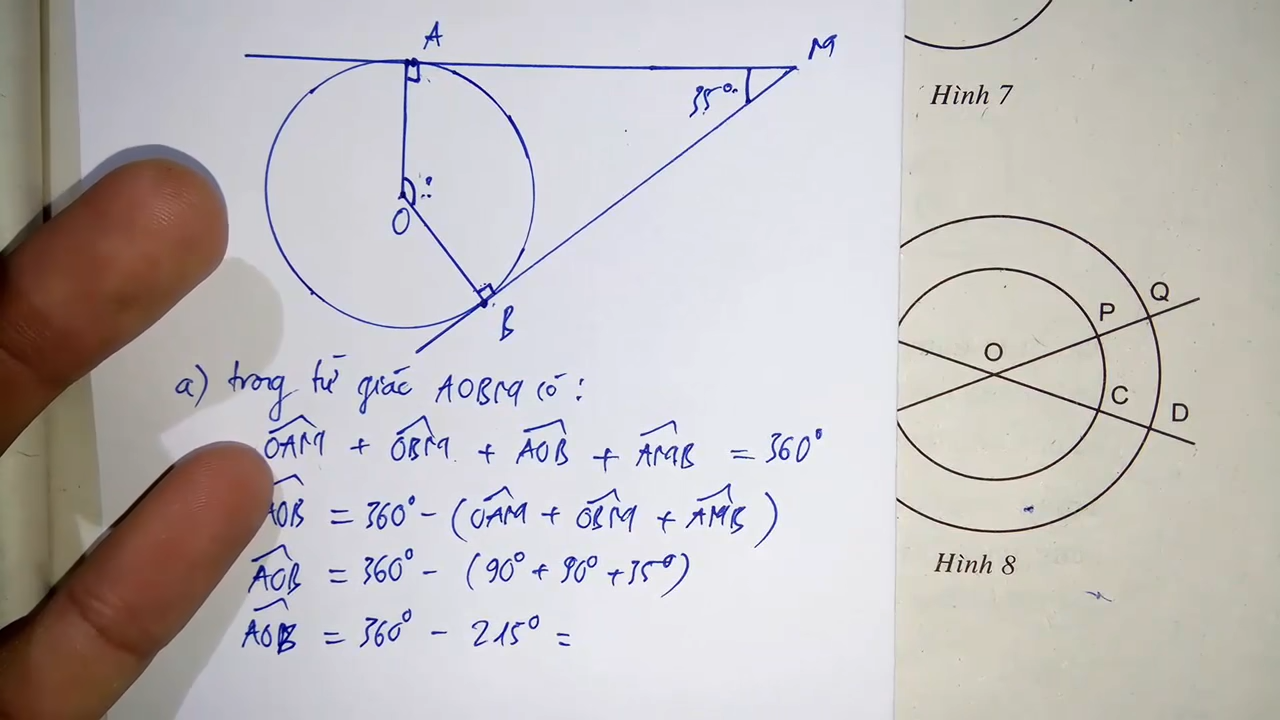 A
M
35°
O
B
a) trong tứ giác AOBM có:
OAM + OBM + AOB + AMB = 360°
AOB = 360° - (OAM + OBM + AMB)
AOB = 360° - (90° + 90° + 35°)
AOB = 360° - 215° =
Hình 7
Q
P
O
C
D
Hình 8